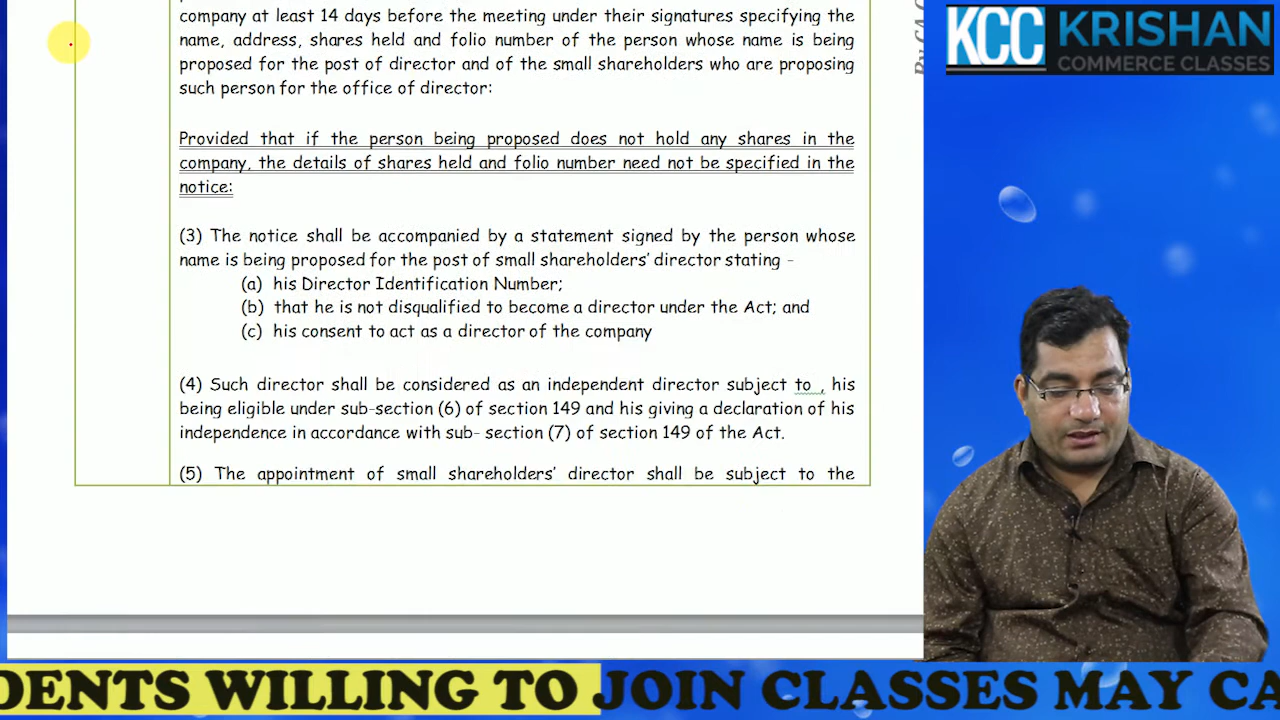 company at least 14 days before the meeting under their signatures specifying the
name, address, shares held and folio number of the person whose name is being
proposed for the post of director and of the small shareholders who are proposing
such person for the office of director:
Provided that if the person being proposed does not hold any shares in the
company, the details of shares held and folio number need not be specified in the
notice:
(3) The notice shall be accompanied by a statement signed by the person whose
name is being proposed for the post of small shareholders' director stating -
(a) his Director Identification Number;
(b) that he is not disqualified to become a director under the Act; and
(c) his consent to act as a director of the company
(4) Such director shall be considered as an independent director subject to , his
being eligible under sub-section (6) of section 149 and his giving a declaration of his
independence in accordance with sub- section (7) of section 149 of the Act.
(5) The appointment of small shareholders' director shall be subject to the
KCC KRISHAN
COMMERCE CLASSES
DENTS WILLING TO JOIN CLASSES MAY CA